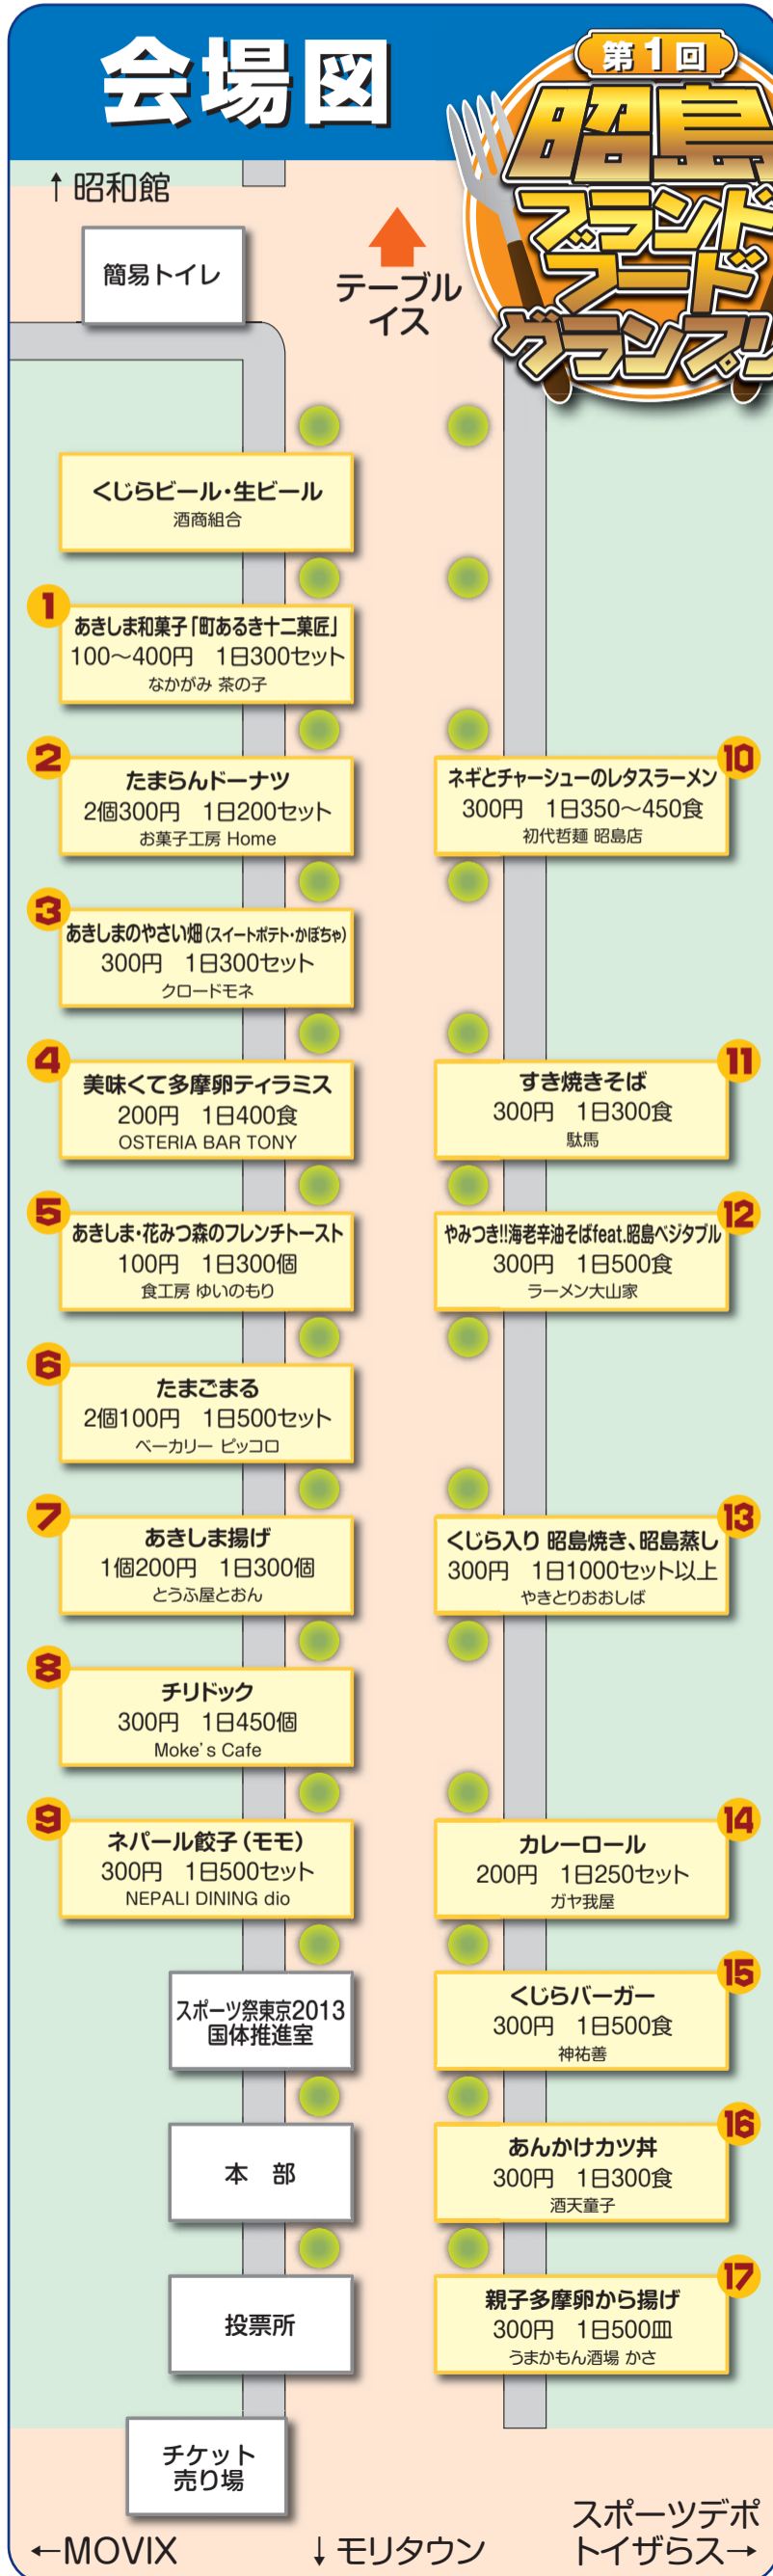 会場図
第1回
昭島
ブランド
フード
グランプリ
↑昭和館
簡易トイレ
テーブル
イス
くじらビール・生ビール
酒商組合
1
あきしま和菓子「町あるき十二菓匠」
100〜400円 1日300セット
なかがみ 茶の子
2
たまらんドーナツ
2個300円 1日200セット
お菓子工房 Home
3
あきしまのやさい畑(スイートポテト・かぼちゃ)
300円 1日300セット
クロードモネ
4
美味くて多摩卵ティラミス
200円 1日400食
OSTERIA BAR TONY
5
あきしま・花みつ森のフレンチトースト
100円 1日300個
食工房 ゆいのもり
6
たまごまる
2個100円 1日500セット
ベーカリー ピッコロ
7
あきしま揚げ
1個200円 1日300個
とうふ屋とおん
8
チリドック
300円 1日450個
Moke's Cafe
9
ネパール餃子(モモ)
300円 1日500セット
NEPALI DINING dio
スポーツ祭東京2013
国体推進室
本 部
投票所
チケット
売り場
10
ネギとチャーシューのレタスラーメン
300円 1日350〜450食
初代哲麺 昭島店
11
すき焼きそば
300円 1日300食
駄馬
12
やみつき!!海老辛油そばfeat.昭島ベジタブル
300円 1日500食
ラーメン大山家
13
くじら入り 昭島焼き、昭島蒸し
300円 1日1000セット以上
やきとりおおしば
14
カレーロール
200円 1日250セット
ガヤ我屋
15
くじらバーガー
300円 1日500食
神祐善
16
あんかけカツ丼
300円 1日300食
酒天童子
17
親子多摩卵から揚げ
300円 1日500皿
うまかもん酒場 かさ
←MOVIX
↓モリタウン
スポーツデポ
トイザらス→